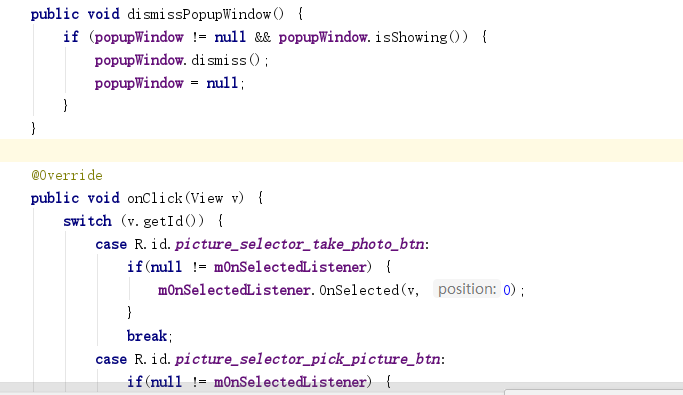 public void dismissPopupWindow() {
if (popupWindow != null && popupWindow.isShowing()) {
popupWindow.dismiss();
popupWindow = null;
}
}
@Override
public void onClick(View v) {
switch (v.getId()) {
case R.id.picture_selector_take_photo_btn:
if(null != mOnSelectedListener) {
mOnSelectedListener.OnSelected(v, position: 0);
}
break;
case R.id.picture_selector_pick_picture_btn:
if(null != mOnSelectedListener) {